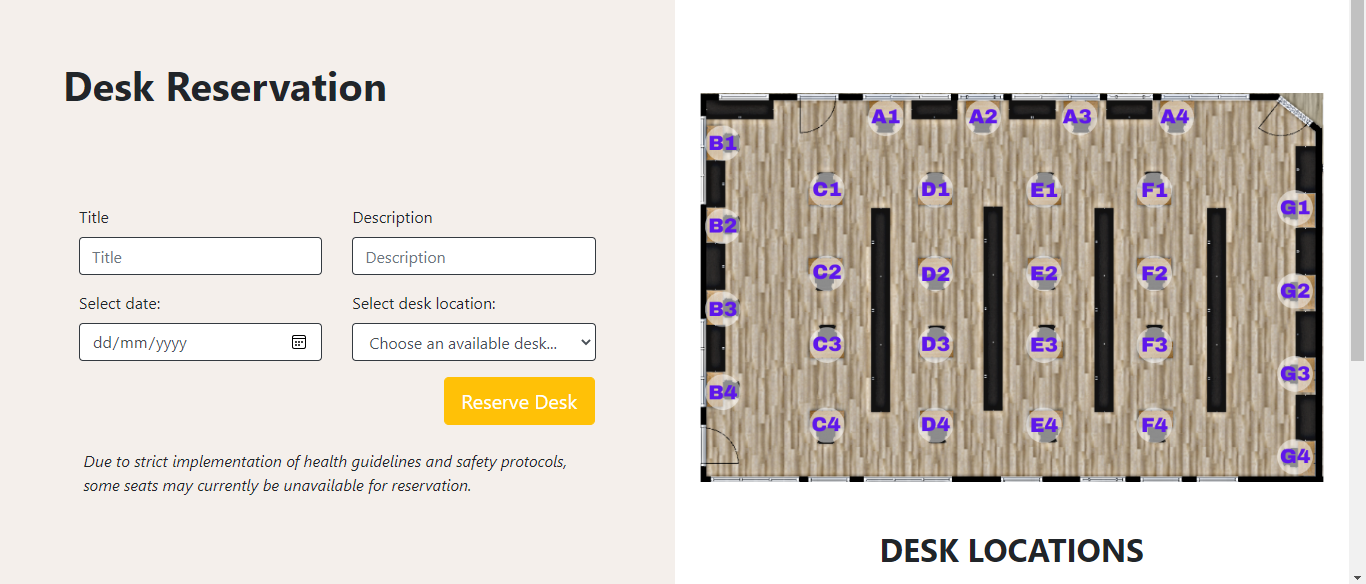 Desk Reservation
Title
Description
Title
Description
Select date:
Select desk location:
dd/mm/yyyy
Choose an available desk...
Reserve Desk
Due to strict implementation of health guidelines and safety protocols,
some seats may currently be unavailable for reservation.
A1 A2 A3 A4
B1
C1 D1 E1 F1
G1
B2
C2 D2 E2 F2
G2
B3
C3 D3 E3 F3
G3
B4
C4 D4 E4 F4
G4
DESK LOCATIONS